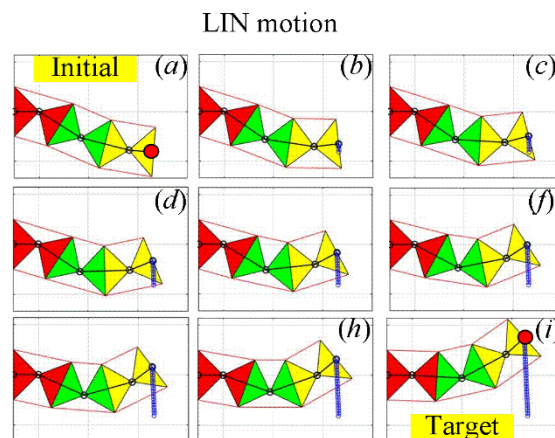 LIN motion
Initial (a)
(b)
(c)
(d)
(f)
(h)
(i)
Target